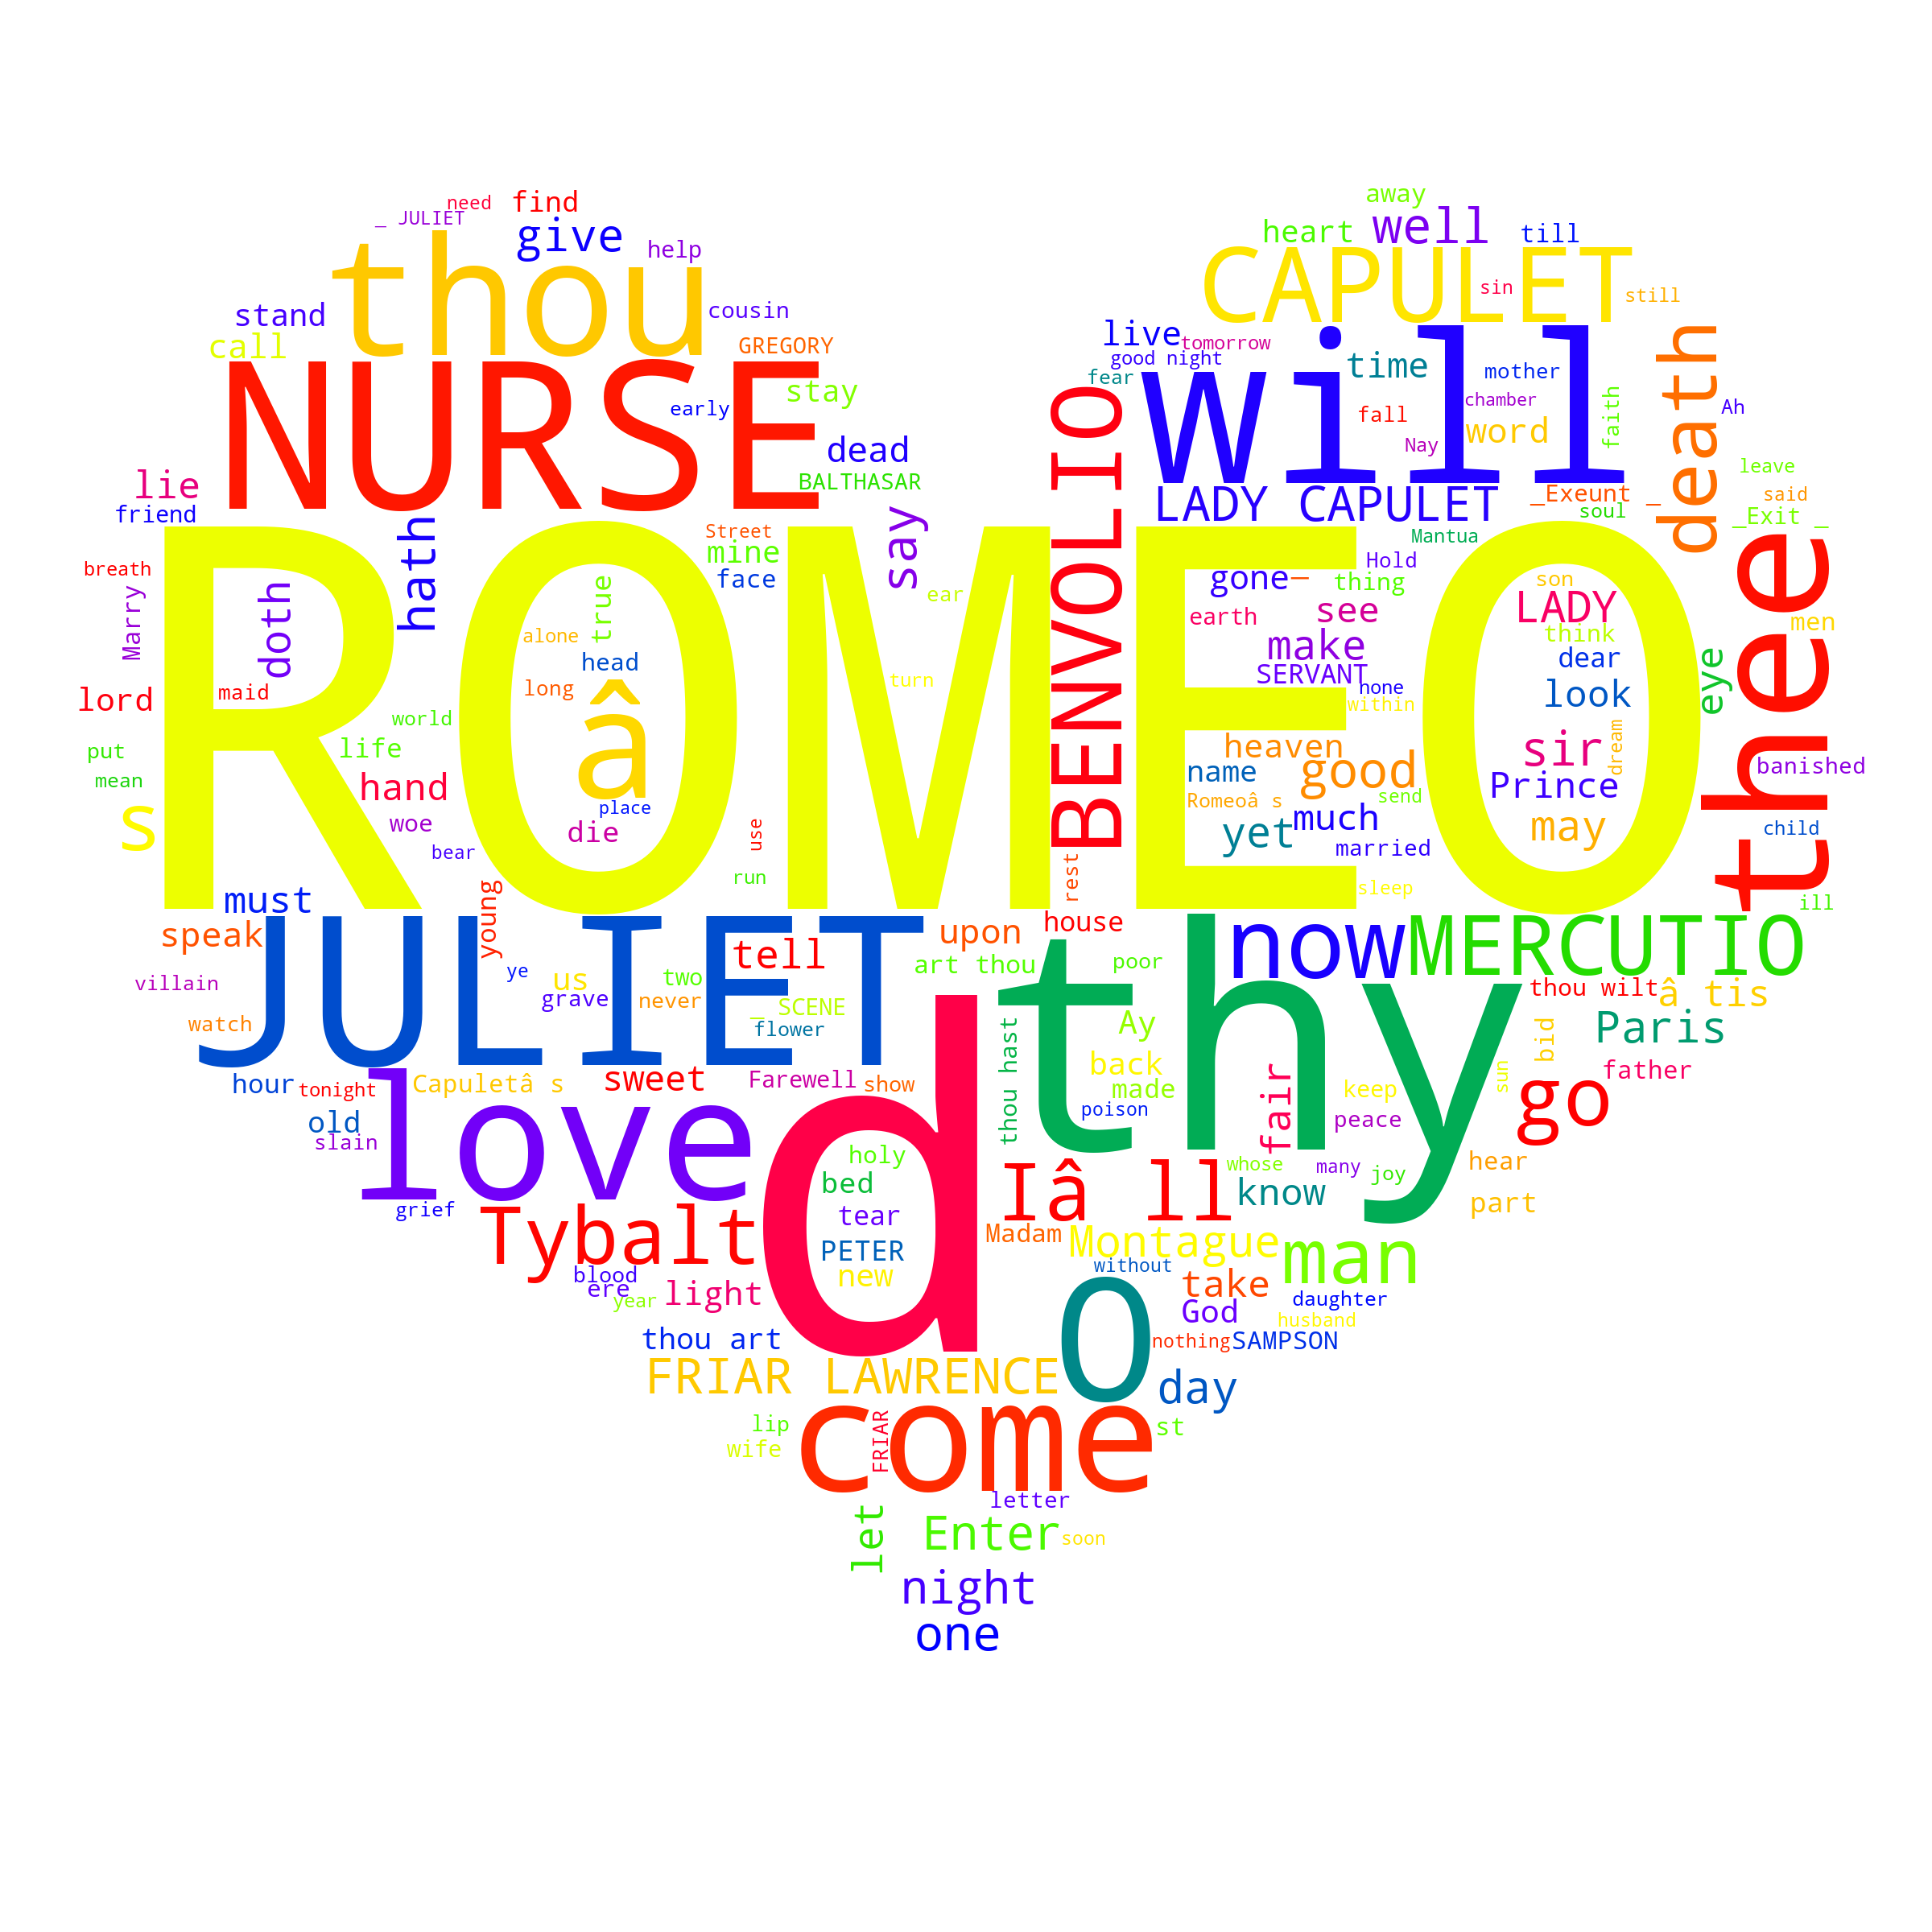 away
need
find
_ JULIET
give
well
heart
till
help
thou
CAPULET
sin
still
cousin
stand
call
GREGORY
live
tomorrow
good night
fear
will
time
mother
chamber
fall
Nay
word
faith
death
Ah
NURSE
early
stay
dead
BALTHASAR
BENVOLIO
LADY CAPULET
_Exeunt _
soul
leave
said
_Exit _
lie
friend
hath
say
Street
mine
face
ear
Mantua
Hold
gone
—
thing
son
LADY
think
dear
look
thee
men
breath
Marry
doth
ROMEO
true
alone
head
long
â
place
die
turn
earth
see
make
SERVANT
none
within
eye
lord
maid
world
life
hand
woe
bear
put
mean
s
use
run
heaven
name
good
Romeoâ s
send
yet
much
married
sir
dream
Prince
may
banished
child
ill
rest
sleep
must
speak
young
villain
watch
JULIET
ye
us
grave
two
never
tell
_ SCENE
flower
upon
house
art thou
poor
thy
now
MERCUTIO
thou wilt
â tis
Paris
bid
father
hour
tonight
old
slain
Capuletâ s
sweet
Farewell
show
thou hast
Ay
back
made
poison
fair
keep
peace
sun
go
love
grief
d
holy
bed
tear
PETER
new
Iâ ll
whose
know
many
joy
hear
part
Tybalt
blood
ere
year
light
Madam
Montague
without
take
man
daughter
husband
God
nothing
SAMPSON
thou art
FRIAR LAWRENCE
O
day
come
FRIAR
lip
wife
st
letter
let
Enter
soon
night
one